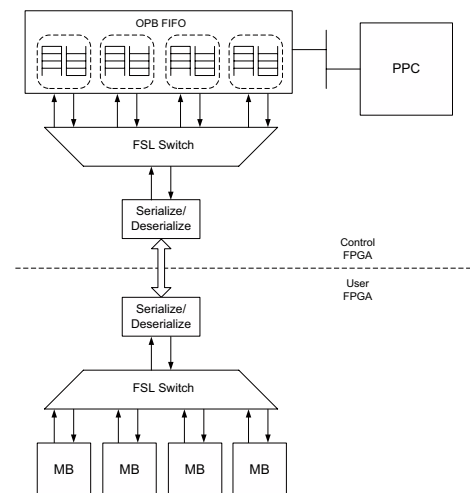 OPB FIFO
PPC
FSL Switch
Serialize/
Deserialize
Control
FPGA
User
FPGA
Serialize/
Deserialize
FSL Switch
MB
MB
MB
MB